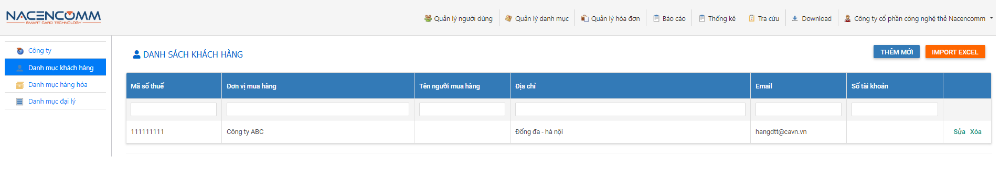 NACENCOMM
SMART CARD TECHNOLOGY
Quản lý người dùng Quản lý danh mục Quản lý hóa đơn Báo cáo Thống kê Tra cứu Download Công ty cổ phần công nghệ thẻ Nacencomm
Công ty
Danh mục khách hàng
Danh mục hàng hóa
Danh mục đại lý
DANH SÁCH KHÁCH HÀNG
THÊM MỚI IMPORT EXCEL
Mã số thuế Đơn vị mua hàng Tên người mua hàng Địa chỉ Email Số tài khoản
111111111 Công ty ABC Đống đa - hà nội hangdtt@cavn.vn Sửa Xóa